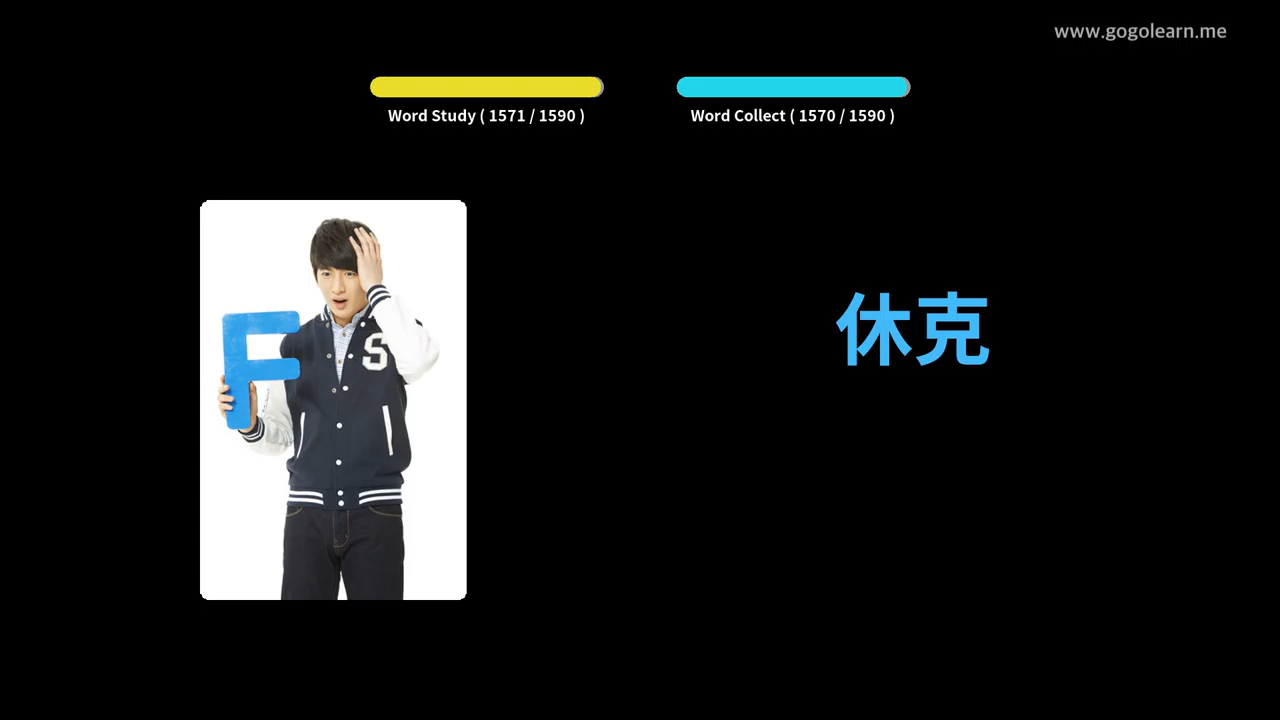 www.gogolearn.me
Word Study ( 1571 / 1590 )
Word Collect ( 1570 / 1590 )
F
S
休克